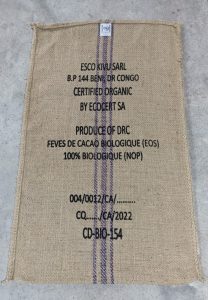 ESCO KIVU SARL
B.P 144 BENI, DR CONGO
CERTIFIED ORGANIC
BY ECOCERT SA
PRODUCE OF DRC
FEVES DE CACAO BIOLOGIQUE (EOS)
100% BIOLOGIQUE (NOP)
004/0012/CA/..........
CQ......./CA/2022
CD-BIO-154